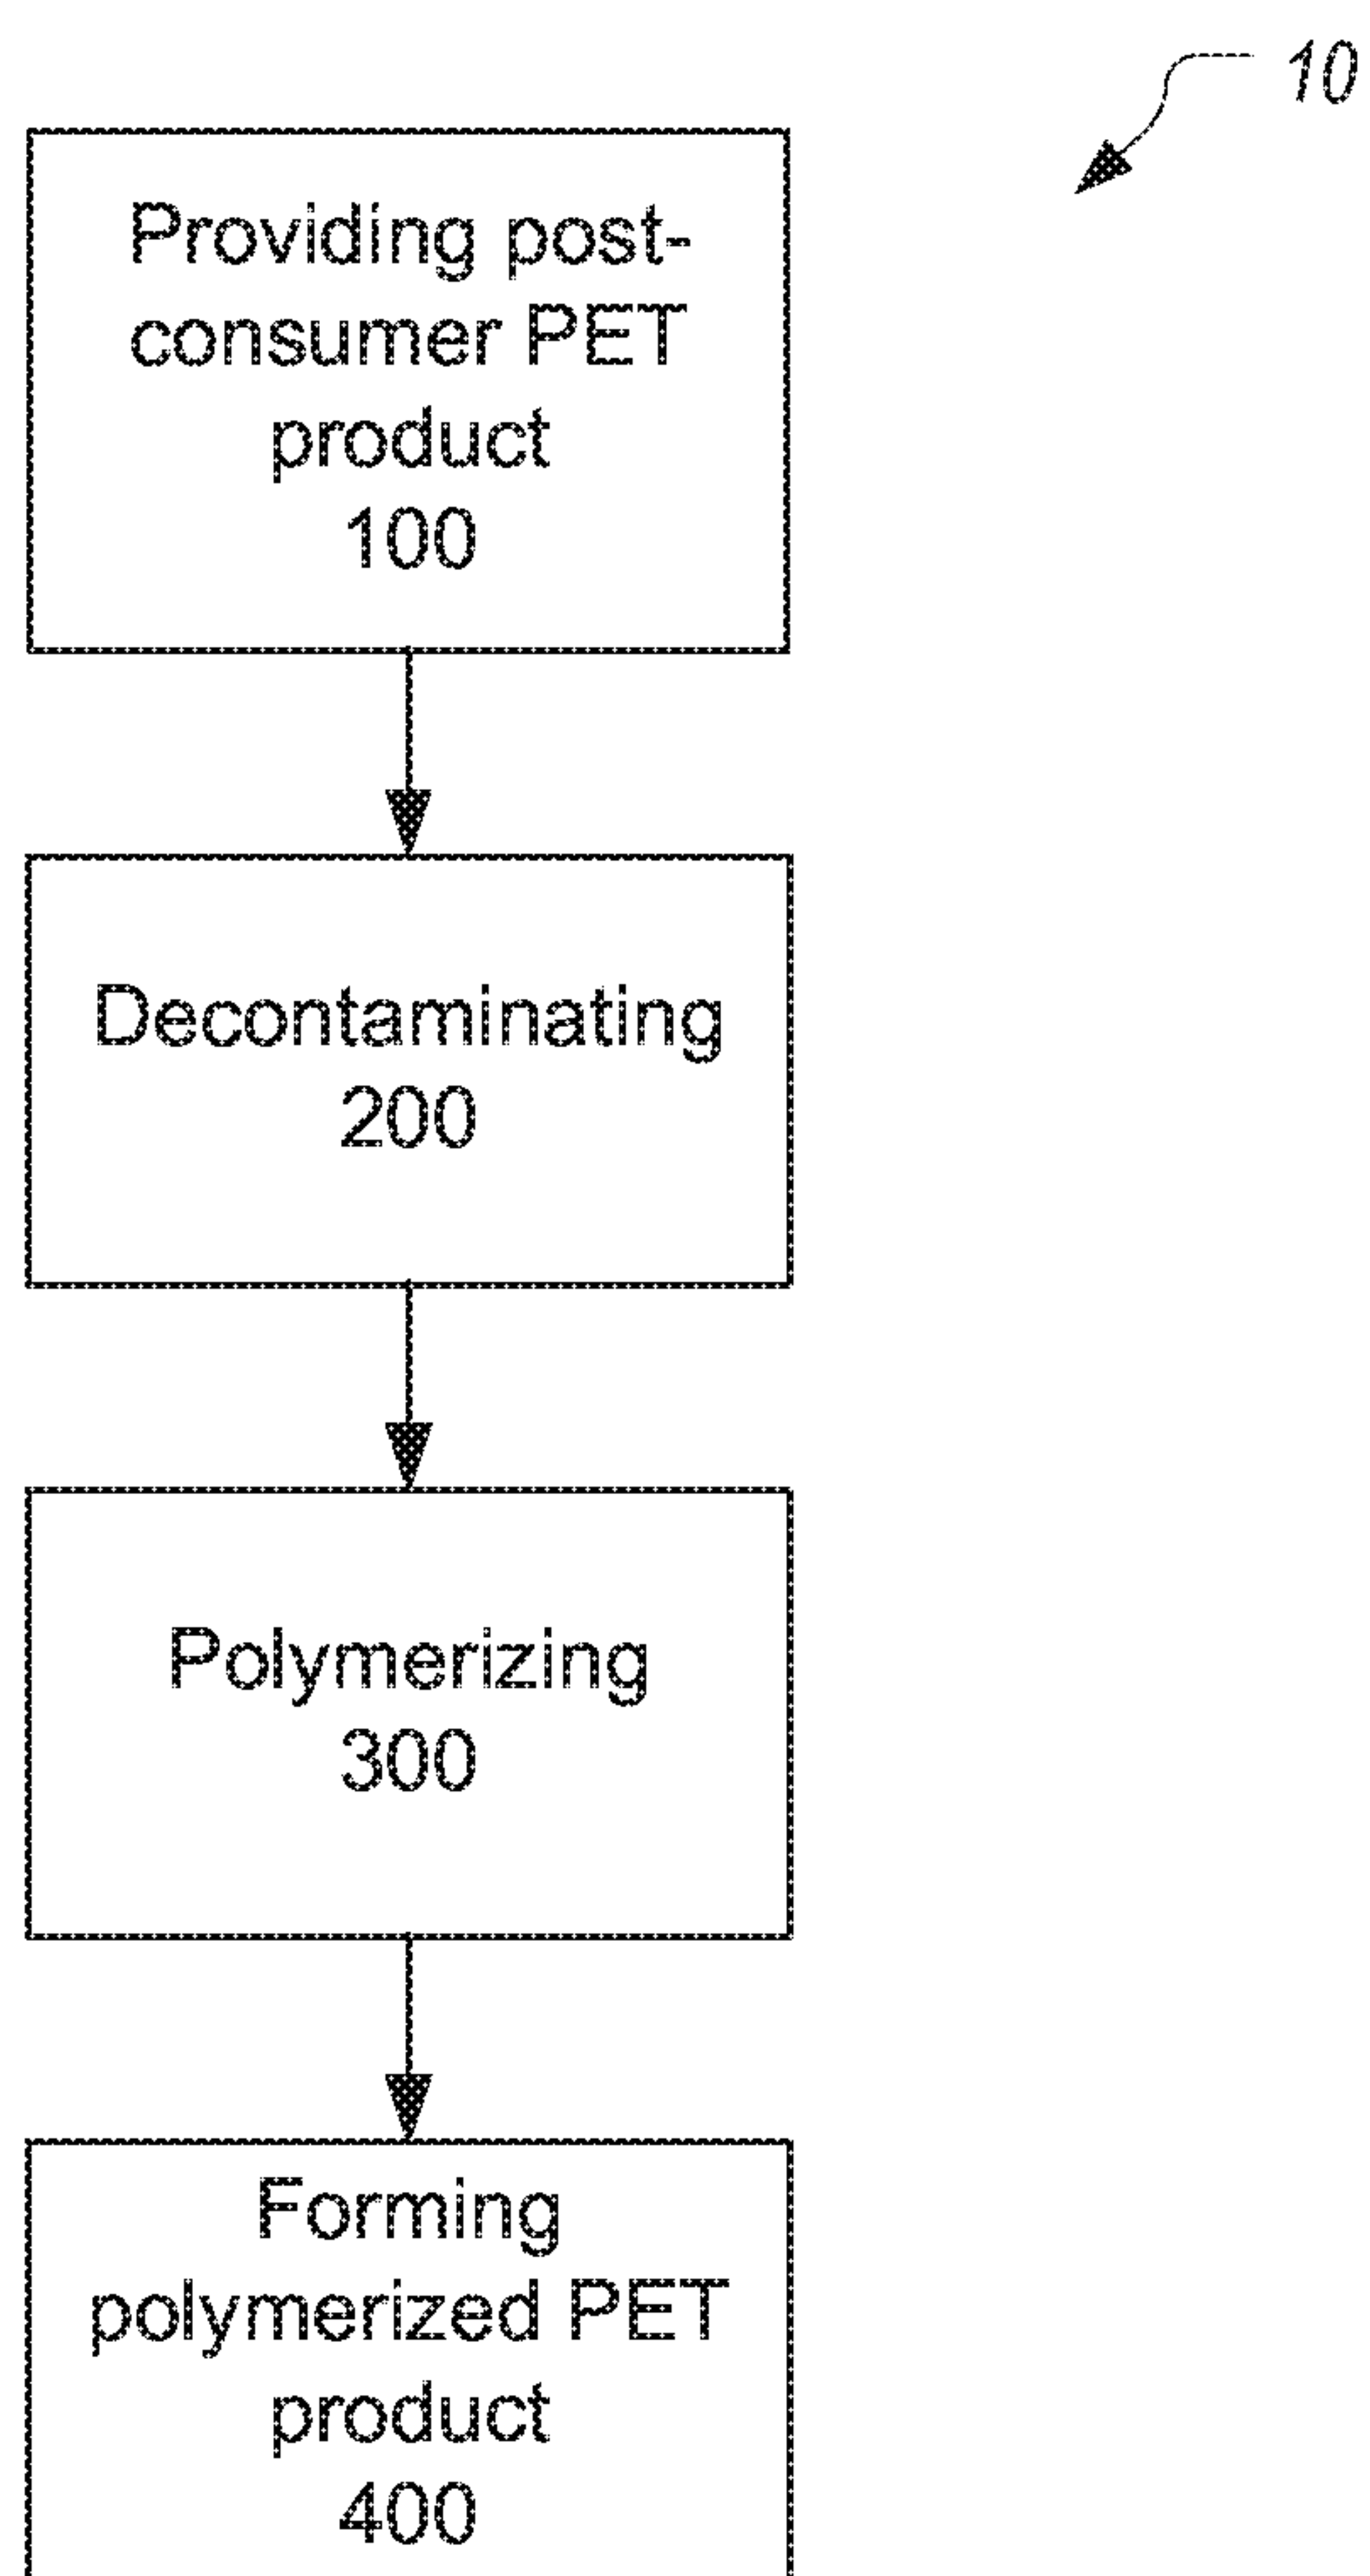 10
Providing post-
consumer PET
product
100
Decontaminating
200
Polymerizing
300
Forming
polymerized PET
product
400